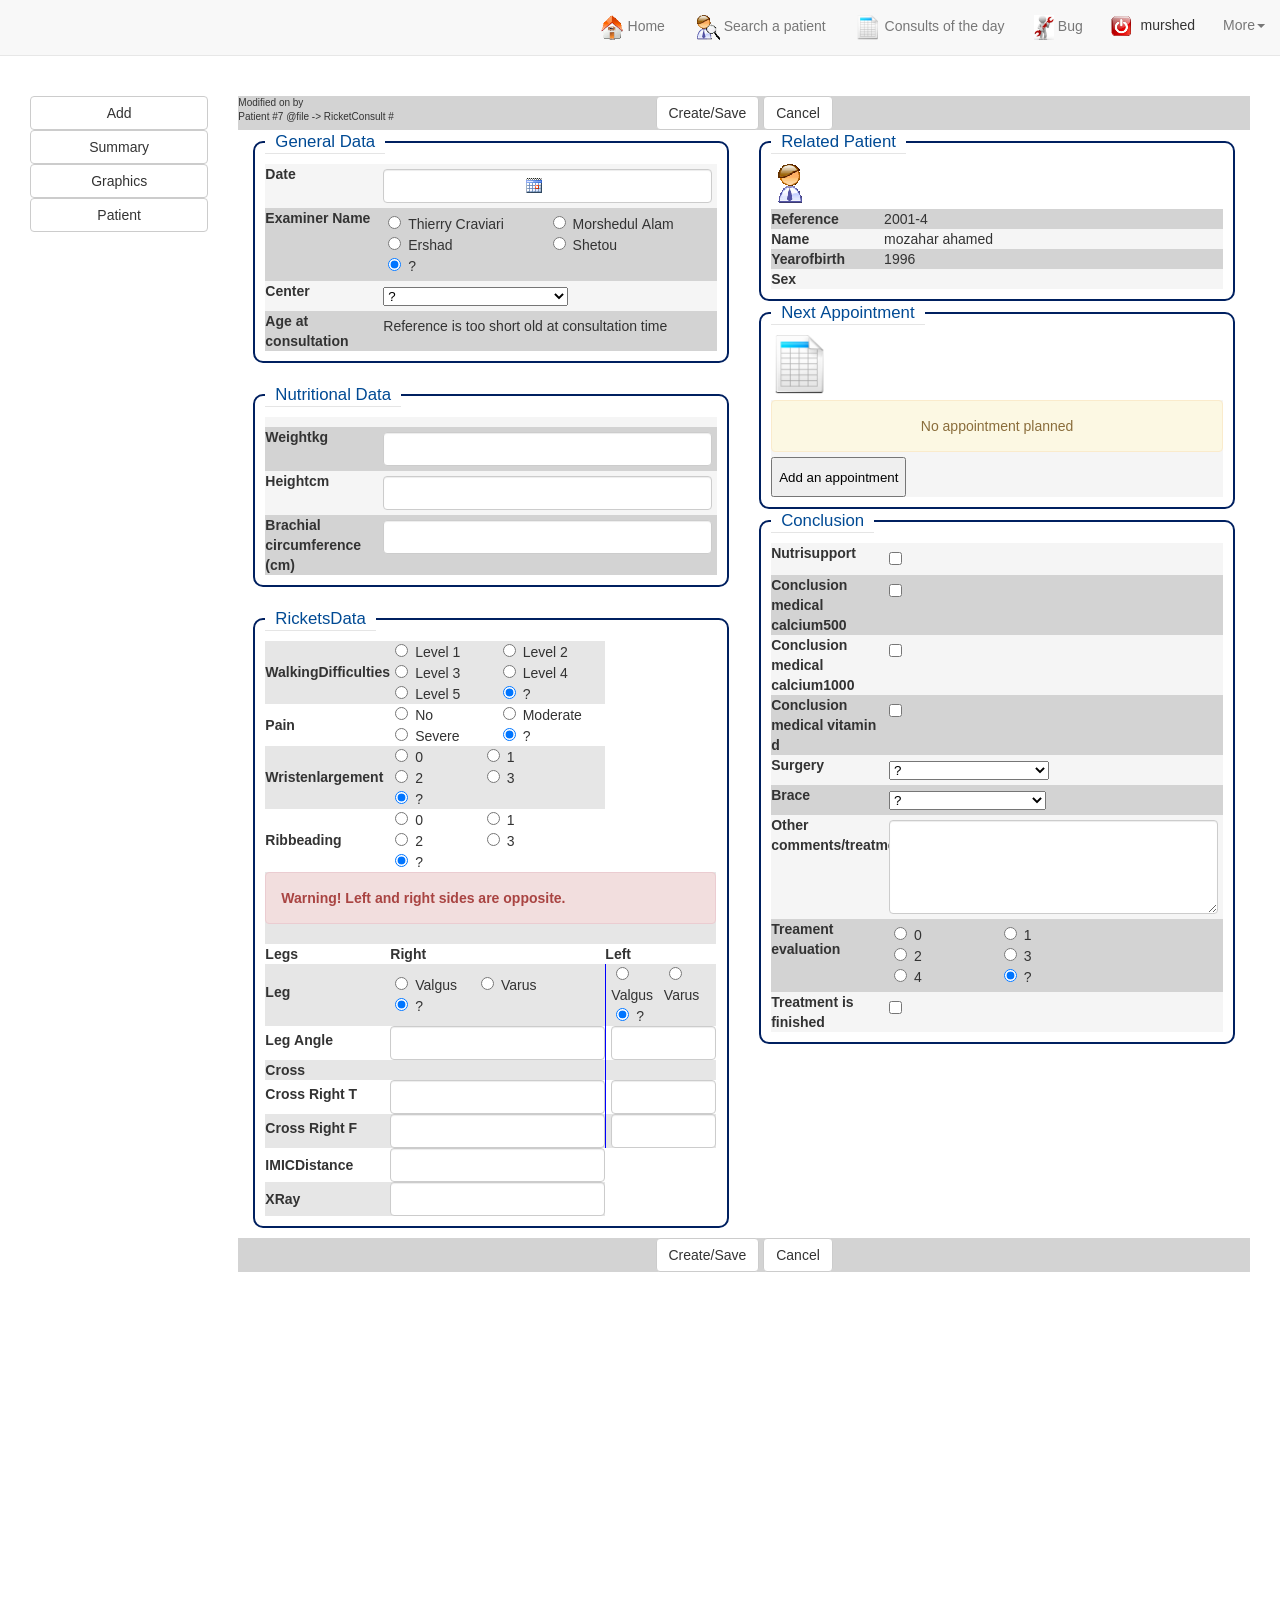 Home Search a patient Consults of the day Bug murshed More
Add
Summary
Graphics
Patient
Modified on by
Patient #7 @file -> RicketConsult #
Create/Save Cancel
General Data
Date
Examiner Name
Thierry Craviari Morshedul Alam
Ershad Shetou
?
Center ?
Age at
consultation
Reference is too short old at consultation time
Nutritional Data
Weightkg
Heightcm
Brachial
circumference
(cm)
RicketsData
WalkingDifficulties
Level 1 Level 2
Level 3 Level 4
Level 5 ?
Pain
No Moderate
Severe ?
Wristenlargement
0 1
2 3
?
Ribbeading
0 1
2 3
?
Warning! Left and right sides are opposite.
Legs Right Left
Leg
Valgus Varus
?
Valgus Varus
?
Leg Angle
Cross
Cross Right T
Cross Right F
IMICDistance
XRay
Related Patient
Reference 2001-4
Name mozahar ahamed
Yearofbirth 1996
Sex
Next Appointment
No appointment planned
Add an appointment
Conclusion
Nutrisupport
Conclusion
medical
calcium500
Conclusion
medical
calcium1000
Conclusion
medical vitamin
d
Surgery ?
Brace ?
Other
comments/treatm
Treament
evaluation
0 1
2 3
4 ?
Treatment is
finished
Create/Save Cancel